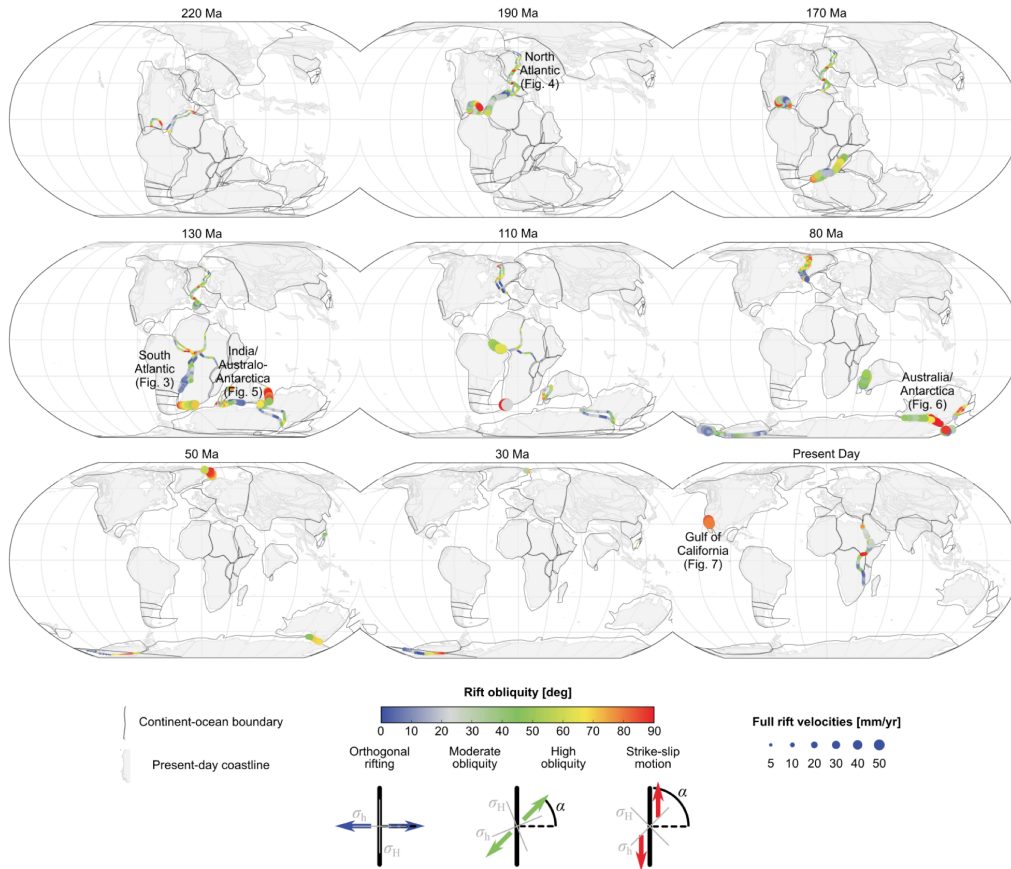 220 Ma
190 Ma
170 Ma
North
Atlantic
(Fig. 4)
130 Ma
110 Ma
80 Ma
South
Atlantic
(Fig. 3)
India/
Australo-
Antarctica
(Fig. 5)
Australia/
Antarctica
(Fig. 6)
50 Ma
30 Ma
Present Day
Gulf of
California
(Fig. 7)
Continent-ocean boundary
Present-day coastline
Rift obliquity [deg]
0 10 20 30 40 50 60 70 80 90
Orthogonal
rifting
Moderate
obliquity
High
obliquity
Strike-slip
motion
σh
σH
σH
σh
α
σH
σh
α
Full rift velocities [mm/yr]
5 10 20 30 40 50